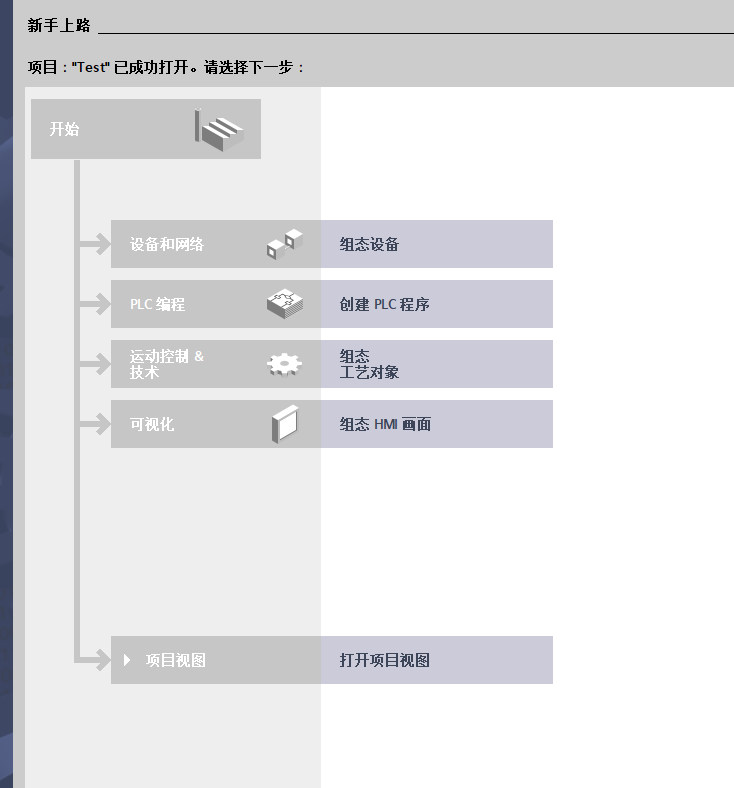 新手上路
项目："Test" 已成功打开。请选择下一步：
开始
设备和网络
组态设备
PLC 编程
创建 PLC 程序
运动控制 &
技术
组态
工艺对象
可视化
组态 HMI 画面
项目视图
打开项目视图